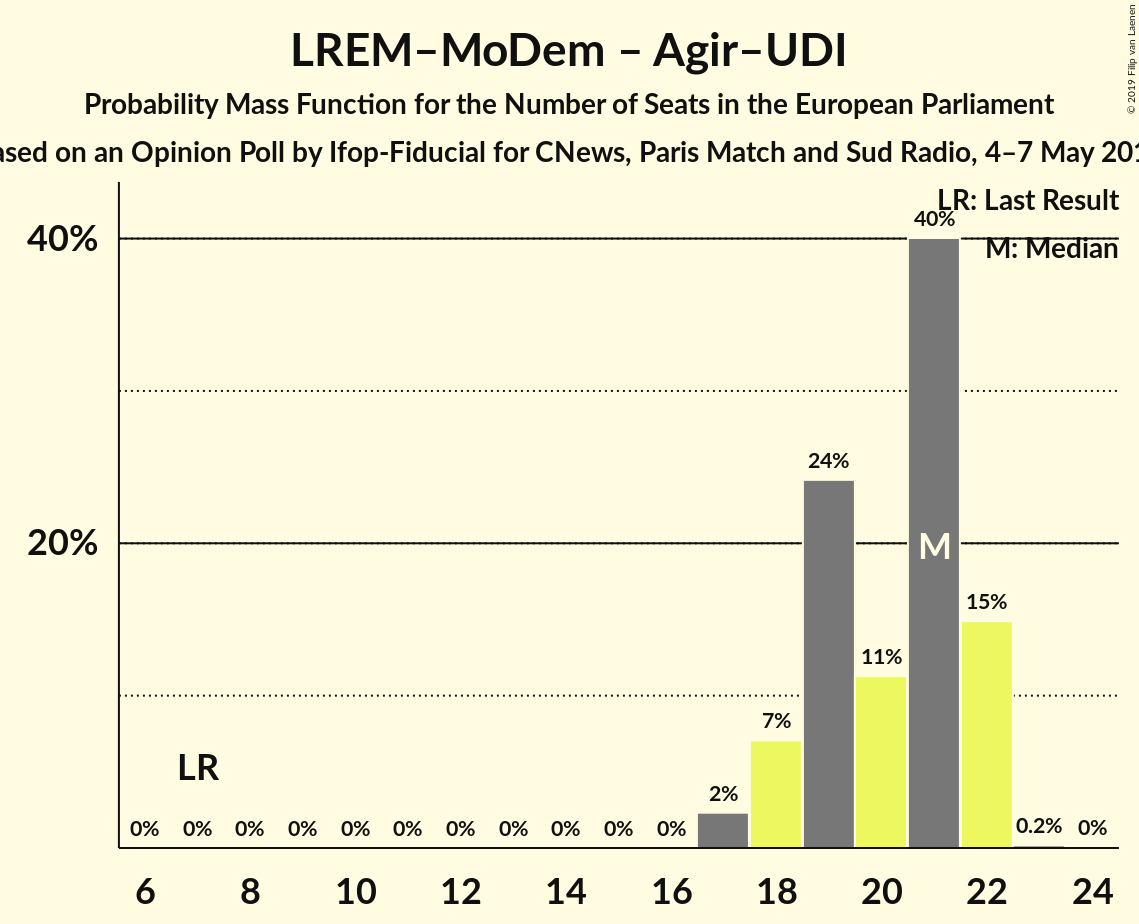 LREM–MoDem – Agir–UDI
Probability Mass Function for the Number of Seats in the European Parliament
ased on an Opinion Poll by Ifop-Fiducial for CNews, Paris Match and Sud Radio, 4–7 May 201
© 2019 Filip van Laenen
LR: Last Result
M: Median
40%
20%
40%
24%
M
15%
11%
7%
LR
2%
0% 0% 0% 0% 0% 0% 0% 0% 0% 0% 0% 0.2% 0%
6 8 10 12 14 16 18 20 22 24